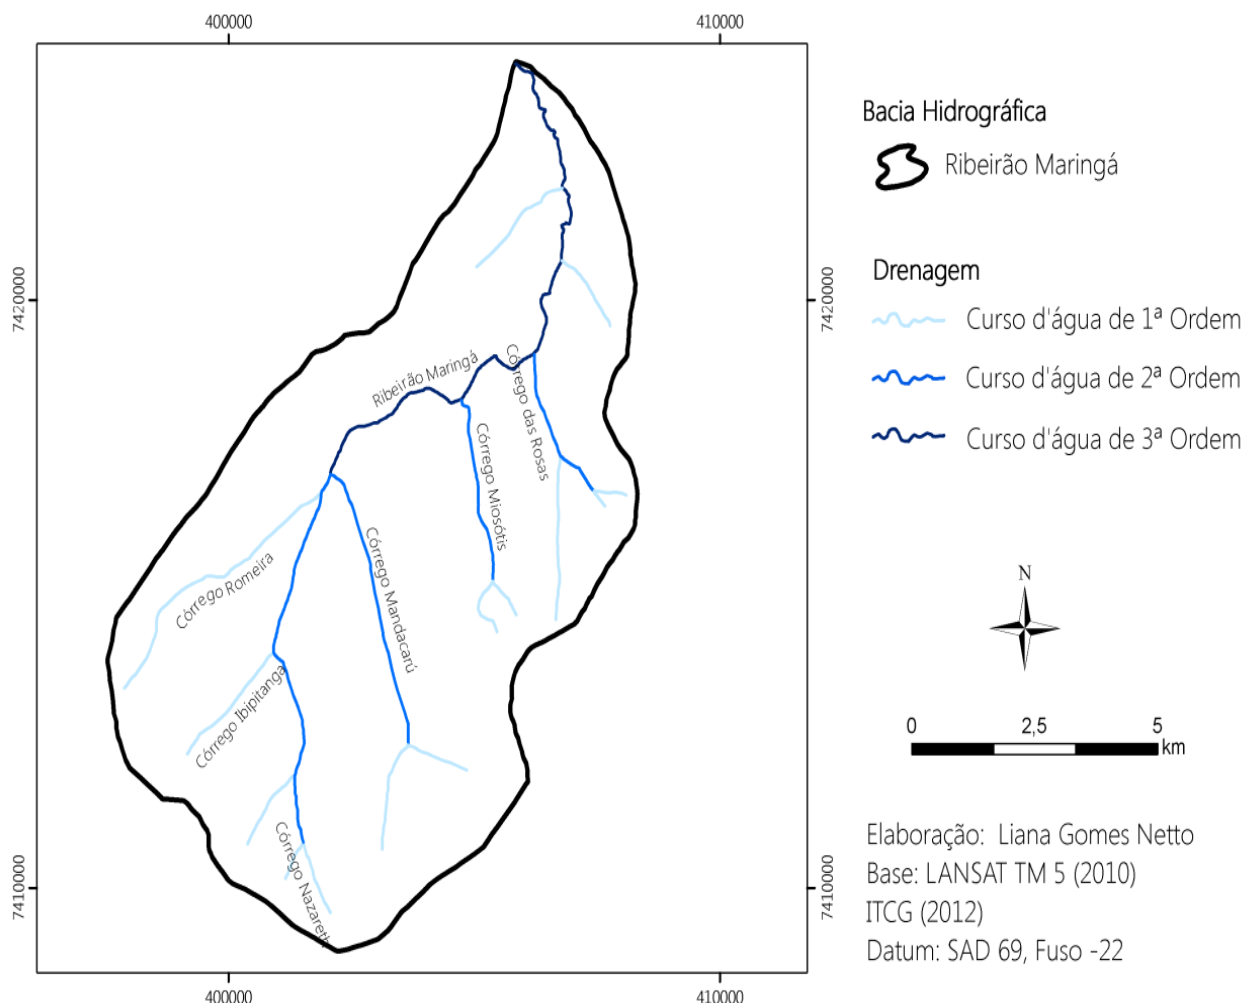 400000
410000
7420000
7420000
7410000
7410000
400000
410000
Ribeirão Maringá
Córrego das Rosas
Córrego Miosótis
Córrego Mandacarú
Córrego Romeira
Córrego Ibipitanga
Córrego Nazareth
Bacia Hidrográfica
Ribeirão Maringá
Drenagem
Curso d'água de 1ª Ordem
Curso d'água de 2ª Ordem
Curso d'água de 3ª Ordem
N
0 2,5 5
km
Elaboração: Liana Gomes Netto
Base: LANSAT TM 5 (2010)
ITCG (2012)
Datum: SAD 69, Fuso -22